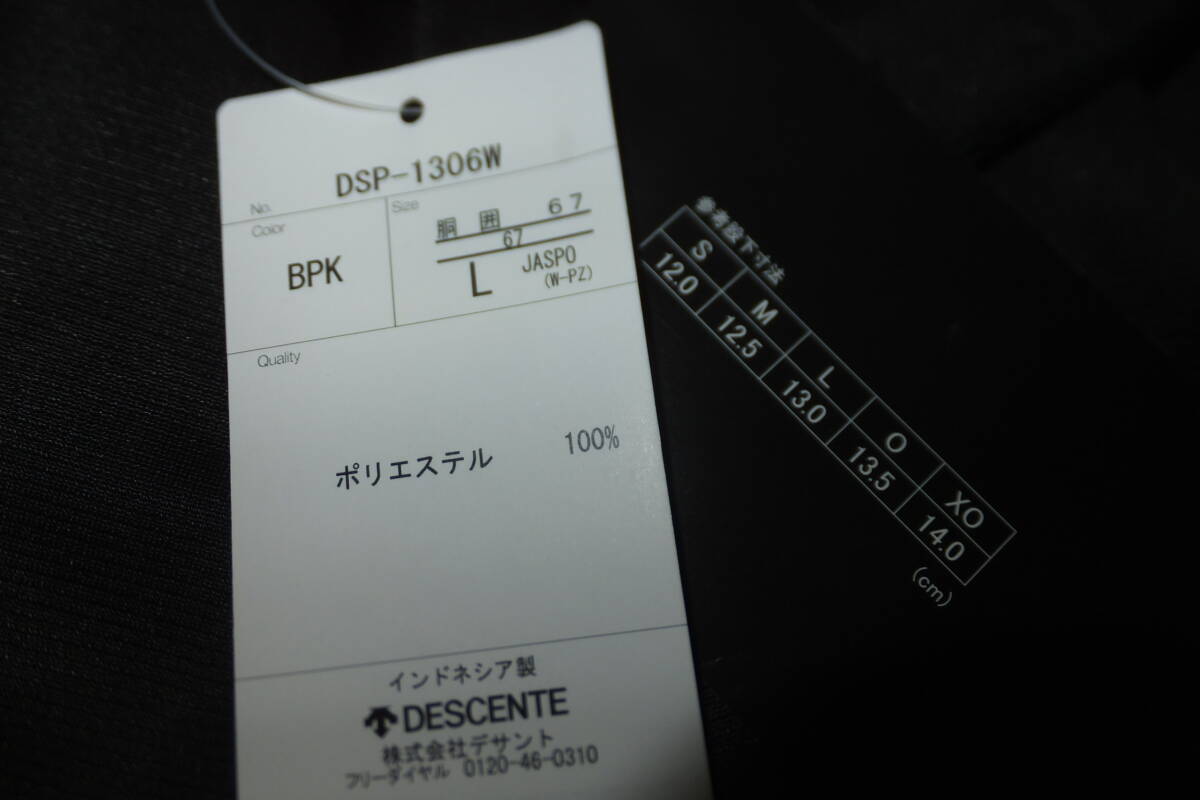 No. DSP-1306W
Color
BPK
Size
胴囲 67
67
L JASPO
(W-PZ)
Quality
ポリエステル 100%
インドネシア製
DESCENTE
株式会社デサント
フリーダイヤル 0120-46-0310
参考股下寸法
S M L O XO
12.0 12.5 13.0 13.5 14.0
(cm)